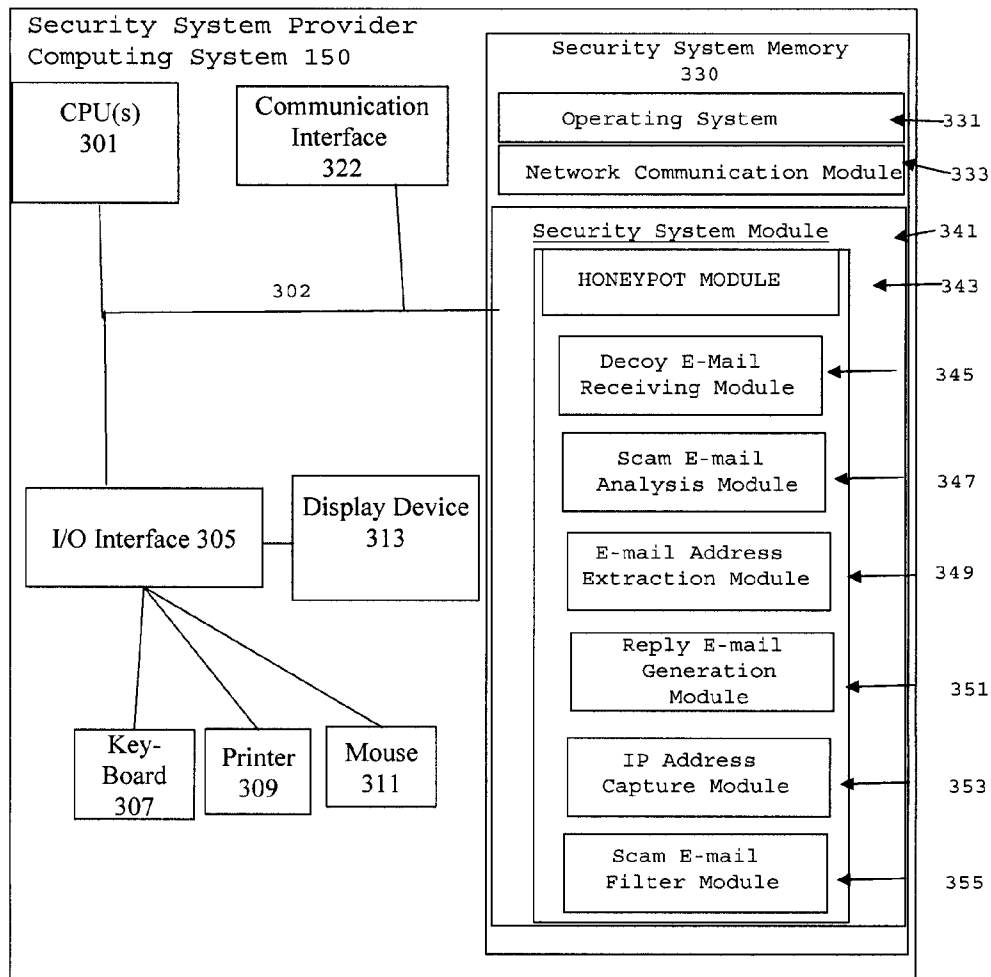 Security System Provider
Computing System 150
CPU(s)
301
Communication
Interface
322
302
I/O Interface 305
Display Device
313
Key-
Board
307
Printer
309
Mouse
311
Security System Memory
330
Operating System
331
Network Communication Module
333
Security System Module
341
HONEYPOT MODULE
343
Decoy E-Mail
Receiving Module
345
Scam E-mail
Analysis Module
347
E-mail Address
Extraction Module
349
Reply E-mail
Generation
Module
351
IP Address
Capture Module
353
Scam E-mail
Filter Module
355